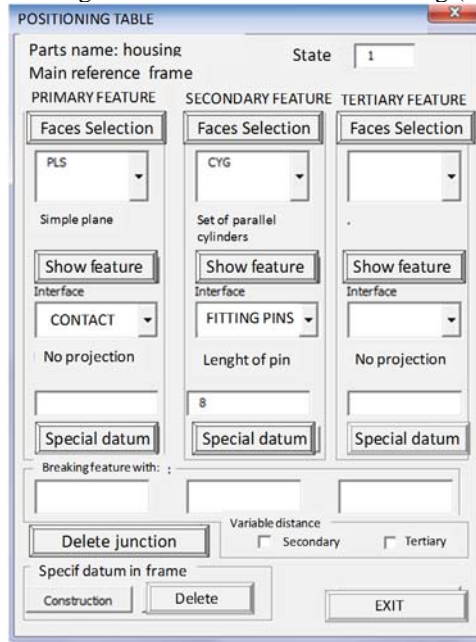 POSITIONING TABLE
Parts name: housing
State 1
Main reference frame
PRIMARY FEATURE SECONDARY FEATURE TERTIARY FEATURE
Faces Selection Faces Selection Faces Selection
PLS CYG
Simple plane Set of parallel .
cylinders
Show feature Show feature Show feature
Interface Interface Interface
CONTACT FITTING PINS
No projection Lenght of pin No projection
8
Special datum Special datum Special datum
Breaking feature with: :
Variable distance
Delete junction Secondary Tertiary
Specif datum in frame
Construction Delete EXIT